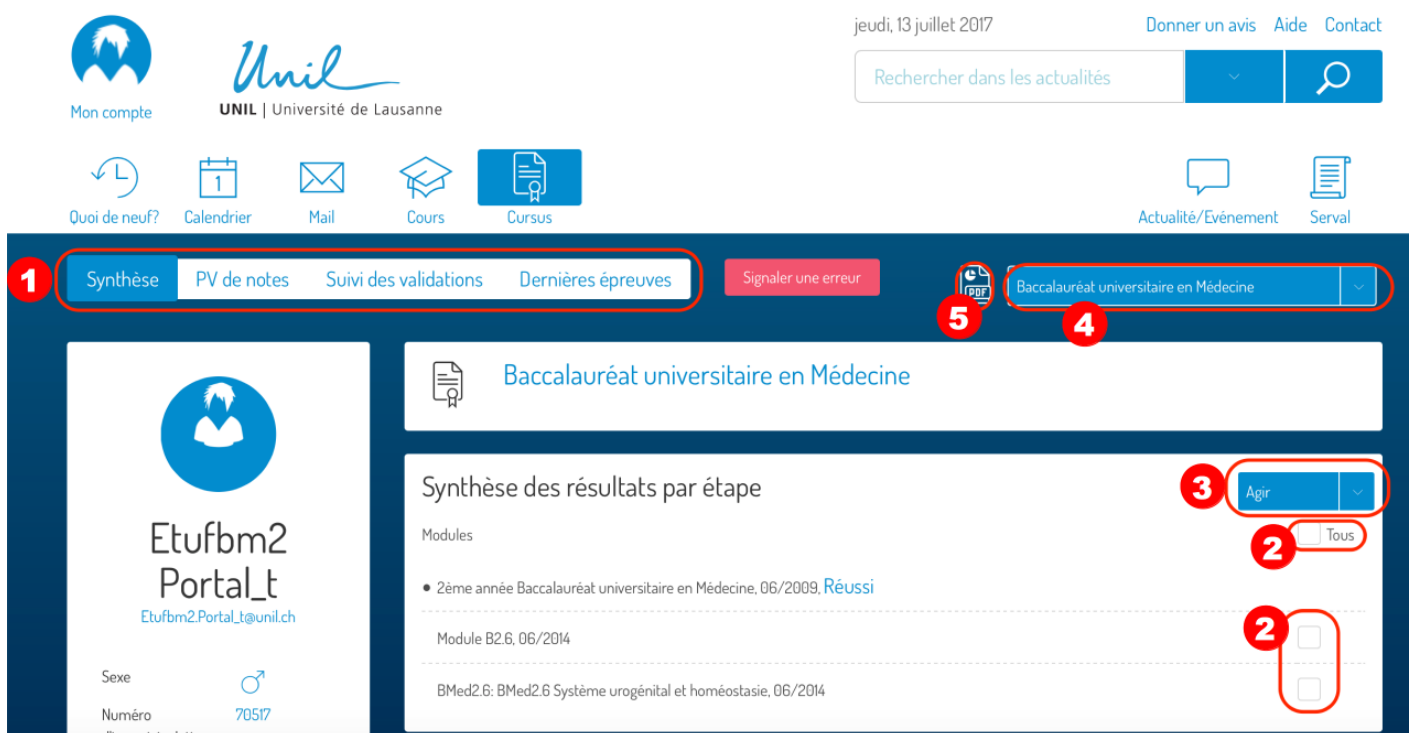 jeudi, 13 juillet 2017
Donner un avis Aide Contact
Unil
UNIL | Université de Lausanne
Rechercher dans les actualités
Mon compte
1
Quoi de neuf? Calendrier Mail Cours Cursus
Actualité/Evénement Serval
1
Synthèse PV de notes Suivi des validations Dernières épreuves
Signaler une erreur
PDF
5
Baccalauréat universitaire en Médecine
4
Baccalauréat universitaire en Médecine
Etufbm2
Portal_t
Etufbm2.Portal_t@unil.ch
Sexe
Numéro 70517
Synthèse des résultats par étape
3
Agir
Modules
2
Tous
• 2ème année Baccalauréat universitaire en Médecine, 06/2009, Réussi
2
Module B2.6, 06/2014
BMed2.6: BMed2.6 Système urogénital et homéostasie, 06/2014